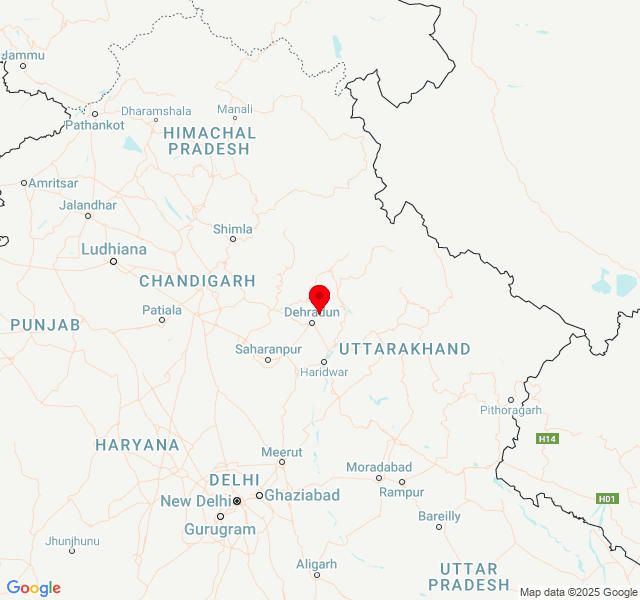 Jammu
Dharamshala
Manali
Pathankot
HIMACHAL
PRADESH
Amritsar
Jalandhar
Shimla
Ludhiana
CHANDIGARH
Patiala
Dehradun
PUNJAB
Saharanpur
UTTARAKHAND
Haridwar
Pithoragarh
HARYANA
H14
Meerut
Moradabad
DELHI
Rampur
New Delhi
Ghaziabad
H01
Gurugram
Bareilly
Jhunjhunu
Aligarh
UTTAR
PRADESH
Google
Map data ©2025 Google